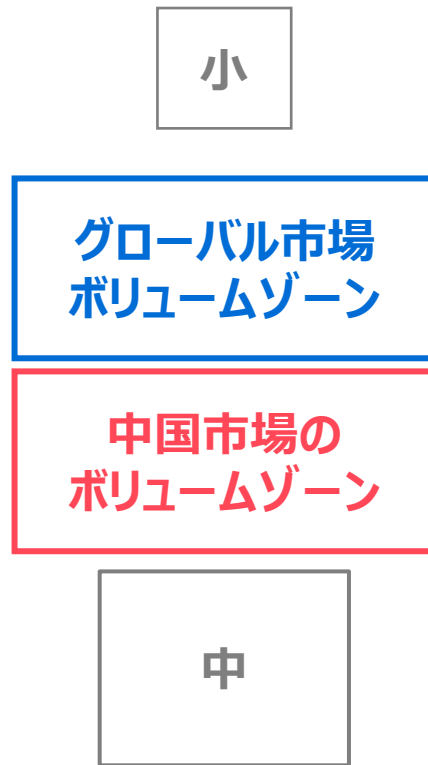 小
グローバル市場
ボリュームゾーン
中国市場の
ボリュームゾーン
中